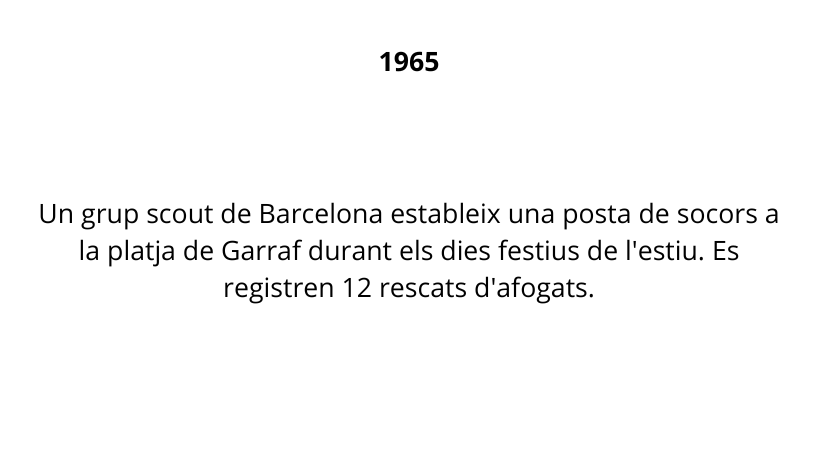 1965
Un grup scout de Barcelona estableix una posta de socors a
la platja de Garraf durant els dies festius de l'estiu. Es
registren 12 rescats d'afogats.